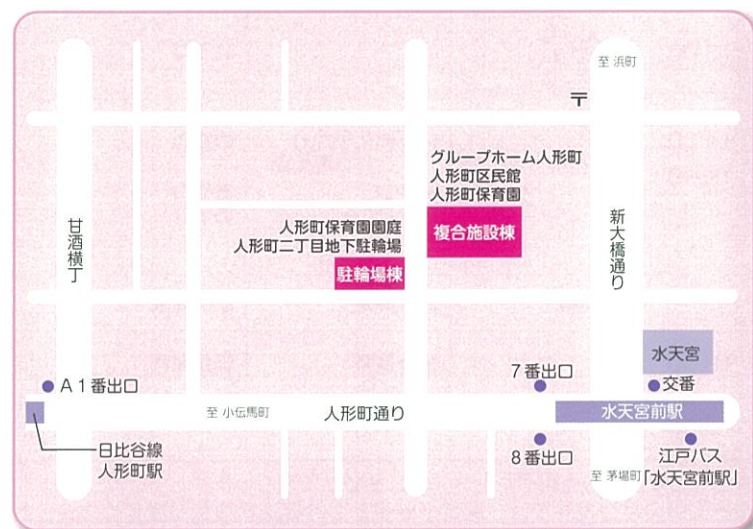 至 浜町
〒
グループホーム人形町
人形町区民館
人形町保育園
複合施設棟
甘酒横丁
人形町保育園園庭
人形町二丁目地下駐輪場
駐輪場棟
新大橋通り
水天宮
A1番出口
7番出口
交番
至 小伝馬町
人形町通り
水天宮前駅
日比谷線
人形町駅
8番出口
江戸バス
「水天宮前駅」
至 茅場町